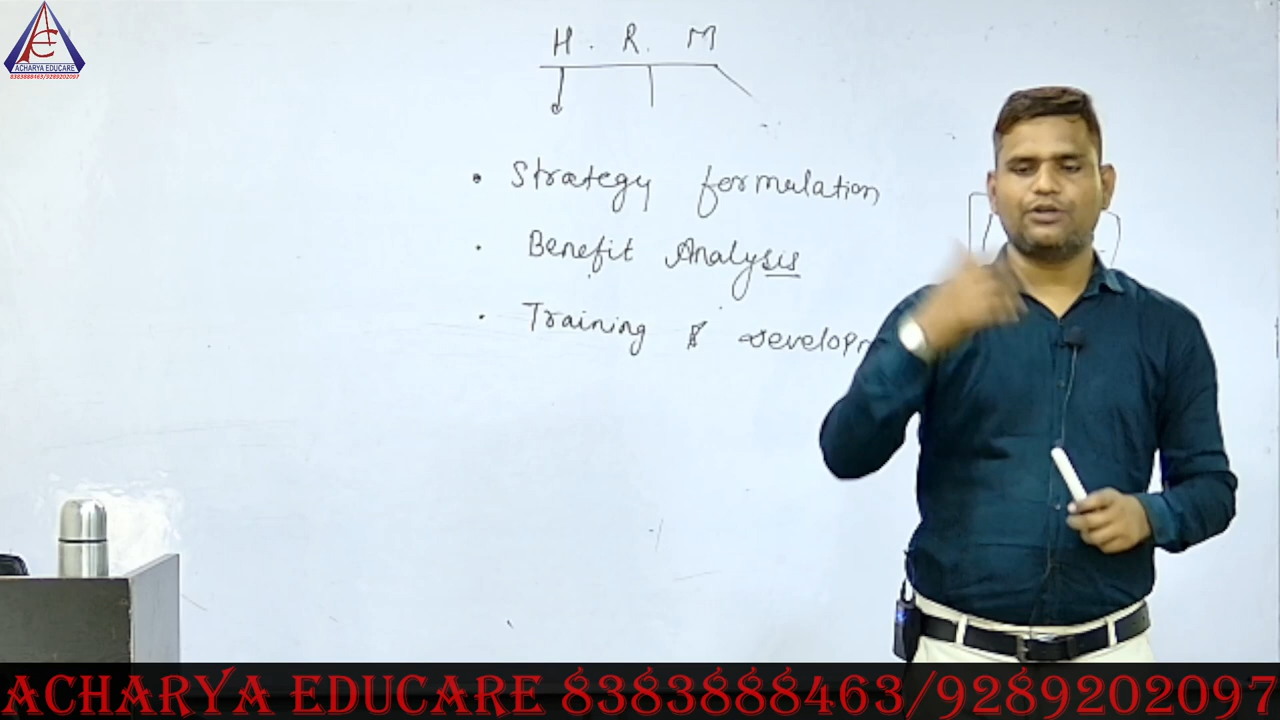 ACHARYA EDUCARE
8383888463/9289202097
H. R. M
• Strategy formulation
• Benefit Analysis
• Training & Developm
ACHARYA EDUCARE 8383888463/9289202097